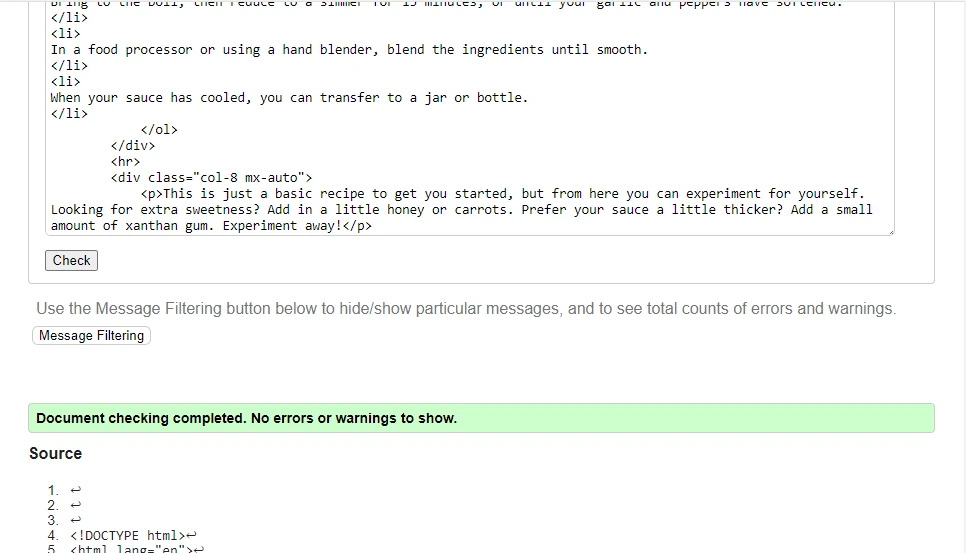 bring to the boil, then reduce to a simmer for 15 minutes, or until your garlic and peppers have softened.
</li>
<li>
In a food processor or using a hand blender, blend the ingredients until smooth.
</li>
<li>
When your sauce has cooled, you can transfer to a jar or bottle.
</li>
</ol>
</div>
<hr>
<div class="col-8 mx-auto">
<p>This is just a basic recipe to get you started, but from here you can experiment for yourself.
Looking for extra sweetness? Add in a little honey or carrots. Prefer your sauce a little thicker? Add a small
amount of xanthan gum. Experiment away!</p>
Check
Use the Message Filtering button below to hide/show particular messages, and to see total counts of errors and warnings.
Message Filtering
Document checking completed. No errors or warnings to show.
Source
1. ↩
2. ↩
3. ↩
4. <!DOCTYPE html>↩
5. <html lang="en">↩